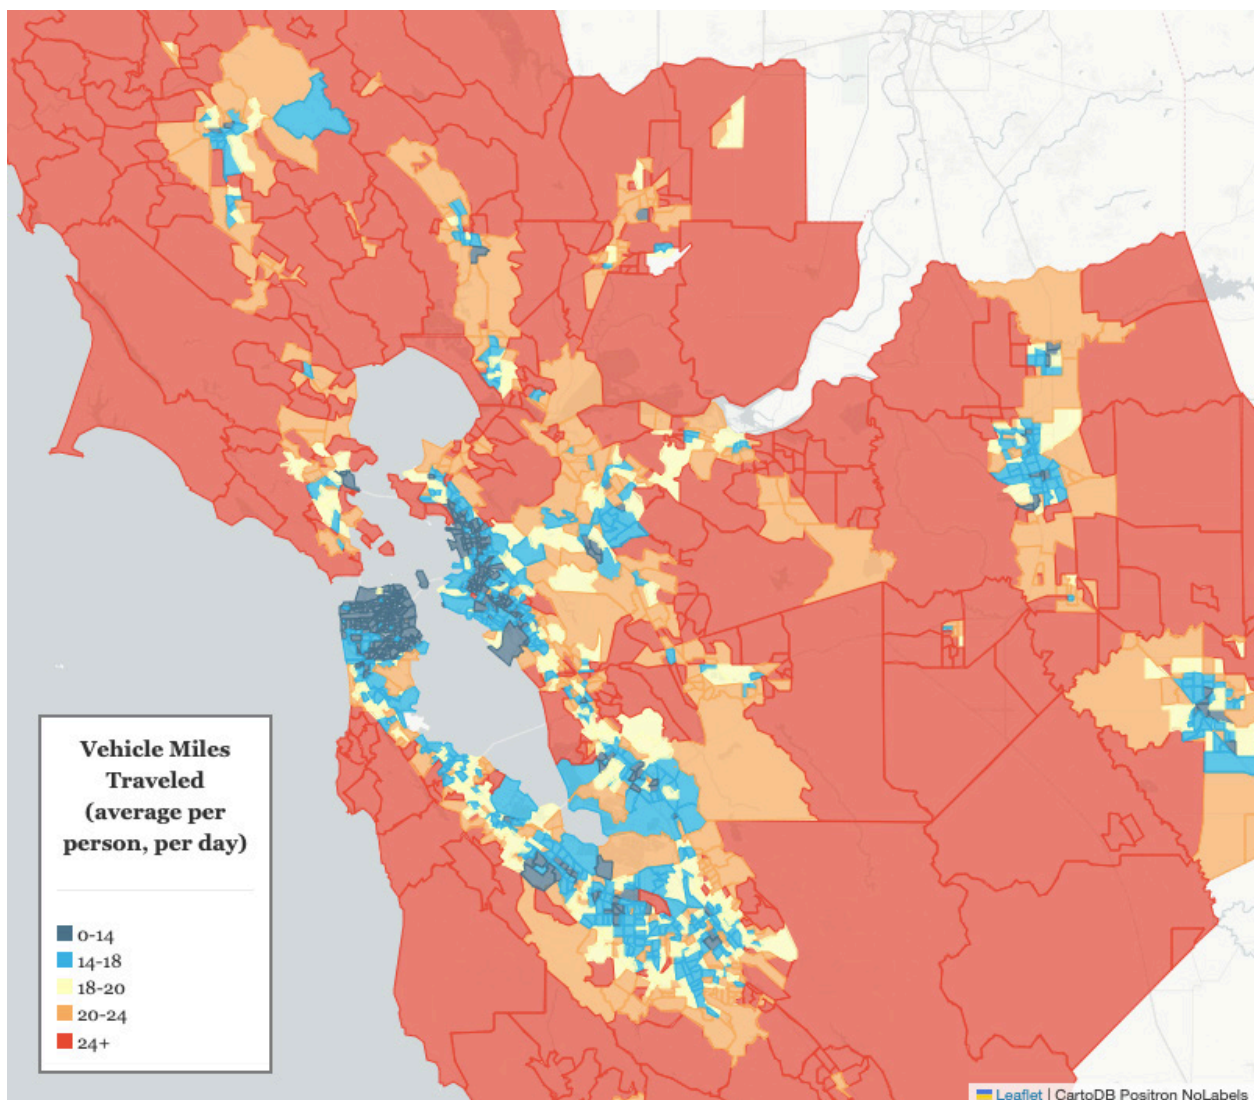 Vehicle Miles
Traveled
(average per
person, per day)
0-14
14-18
18-20
20-24
24+
Leaflet | CartoDB Positron NoLabels